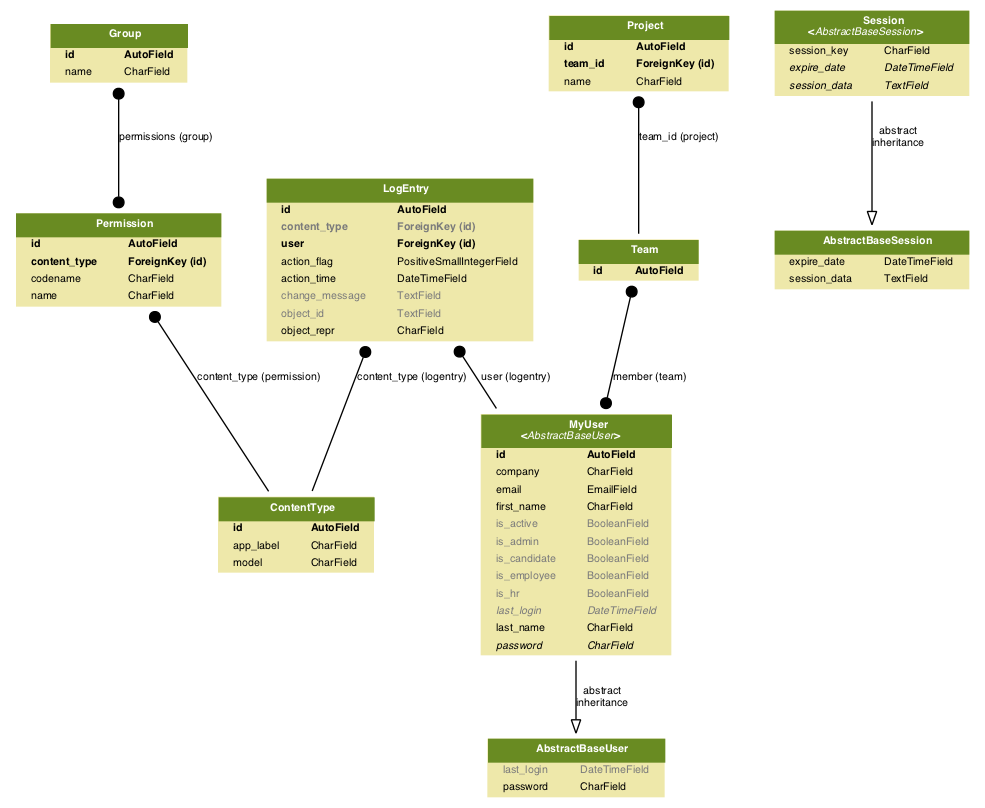 Group
id AutoField
name CharField
permissions (group)
Permission
id AutoField
content_type ForeignKey (id)
codename CharField
name CharField
content_type (permission)
LogEntry
id AutoField
content_type ForeignKey (id)
user ForeignKey (id)
action_flag PositiveSmallIntegerField
action_time DateTimeField
change_message TextField
object_id TextField
object_repr CharField
content_type (logentry)
user (logentry)
ContentType
id AutoField
app_label CharField
model CharField
Project
id AutoField
team_id ForeignKey (id)
name CharField
team_id (project)
Team
id AutoField
member (team)
MyUser
<AbstractBaseUser>
id AutoField
company CharField
email EmailField
first_name CharField
is_active BooleanField
is_admin BooleanField
is_candidate BooleanField
is_employee BooleanField
is_hr BooleanField
last_login DateTimeField
last_name CharField
password CharField
abstract
inheritance
AbstractBaseUser
last_login DateTimeField
password CharField
Session
<AbstractBaseSession>
session_key CharField
expire_date DateTimeField
session_data TextField
abstract
inheritance
AbstractBaseSession
expire_date DateTimeField
session_data TextField